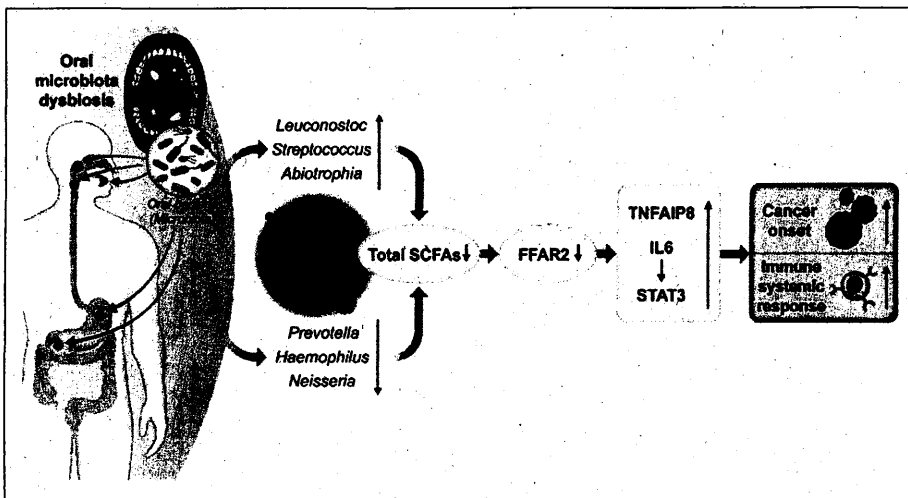 Oral
microbiota
dysbiosis
Leuconostoc
Streptococcus
Abiotrophia
Total SCFAs
FFAR2
TNFAIP8
IL6
STAT3
Cancer
onset
Immune
systemic
response
Prevotella
Haemophilus
Neisseria